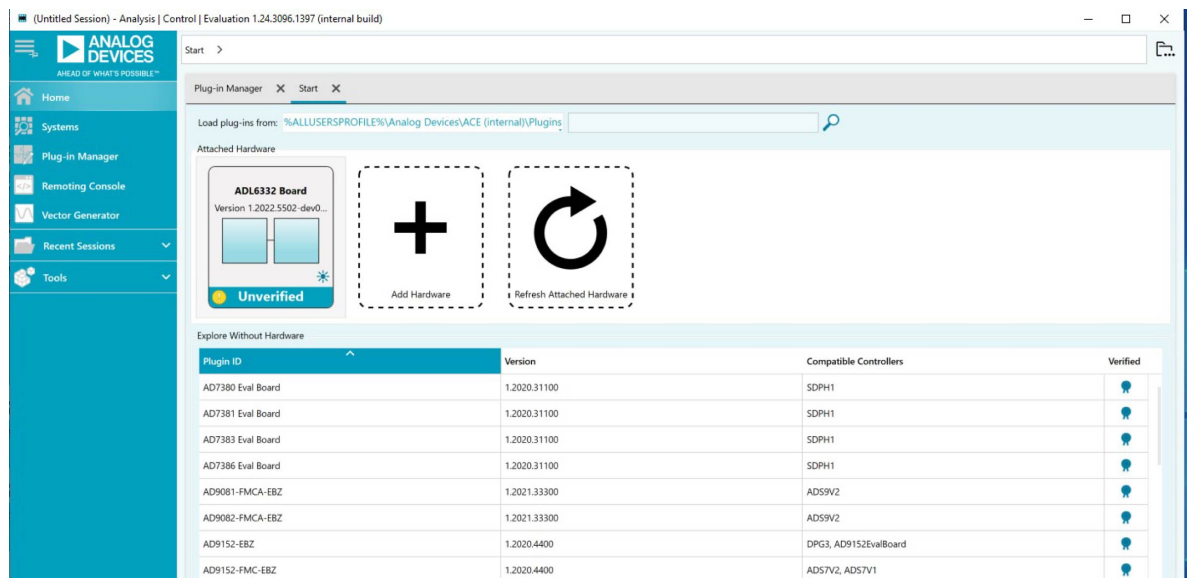 (Untitled Session) - Analysis | Control | Evaluation 1.24.3096.1397 (internal build)
ANALOG
DEVICES
AHEAD OF WHAT'S POSSIBLE™
Start >
Home
Systems
Plug-in Manager
Remoting Console
Vector Generator
Recent Sessions
Tools
Plug-in Manager Start
Load plug-ins from: %ALLUSERSPROFILE%\Analog Devices\ACE (internal)\Plugins
Attached Hardware
ADL6332 Board
Version 1.2022.5502-dev0...
Unverified
Add Hardware
Refresh Attached Hardware
Explore Without Hardware
Plugin ID Version Compatible Controllers Verified
AD7380 Eval Board 1.2020.31100 SDPH1
AD7381 Eval Board 1.2020.31100 SDPH1
AD7383 Eval Board 1.2020.31100 SDPH1
AD7386 Eval Board 1.2020.31100 SDPH1
AD9081-FMCA-EBZ 1.2021.33300 ADS9V2
AD9082-FMCA-EBZ 1.2021.33300 ADS9V2
AD9152-EBZ 1.2020.4400 DPG3, AD9152EvalBoard
AD9152-FMC-EBZ 1.2020.4400 ADS7V2, ADS7V1